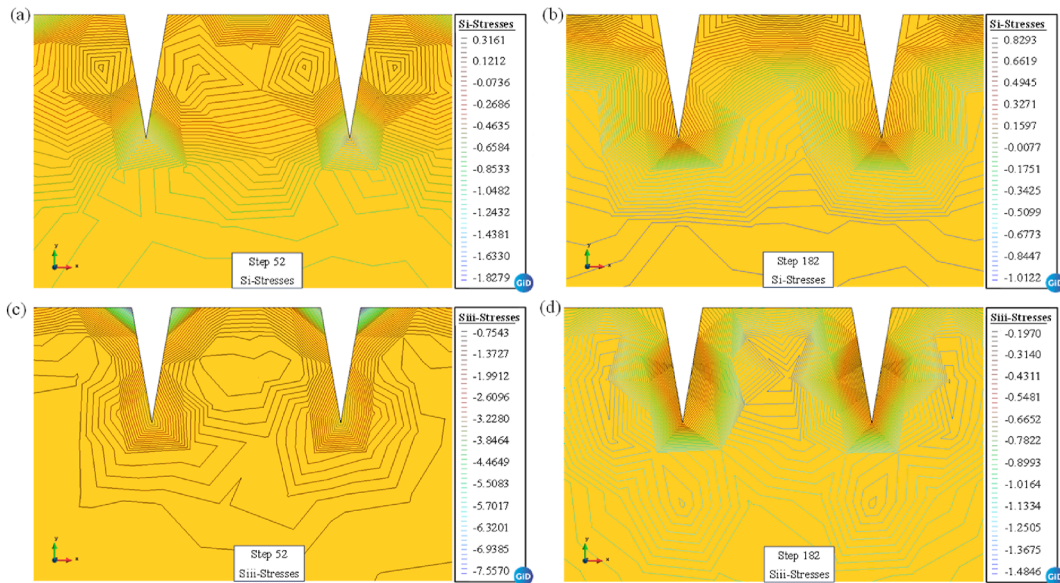 (a)
Si-Stresses
0.3161
0.1212
-0.0736
-0.2686
-0.4635
-0.6584
-0.8533
-1.0482
-1.2432
-1.4381
-1.6330
-1.8279
GiD
y
x
Step 52
Si-Stresses
(b)
Si-Stresses
0.8293
0.6619
0.4945
0.3271
0.1597
-0.0077
-0.1751
-0.3425
-0.5099
-0.6773
-0.8447
-1.0122
GiD
y
x
Step 182
Si-Stresses
(c)
Siii-Stresses
-0.7543
-1.3727
-1.9912
-2.6096
-3.2280
-3.8464
-4.4649
-5.5083
-5.7017
-6.3201
-6.9385
-7.5570
GiD
y
x
Step 52
Siii-Stresses
(d)
Siii-Stresses
-0.1970
-0.3140
-0.4311
-0.5481
-0.6652
-0.7822
-0.8993
-1.0164
-1.1334
-1.2505
-1.3675
-1.4846
GiD
y
x
Step 182
Siii-Stresses